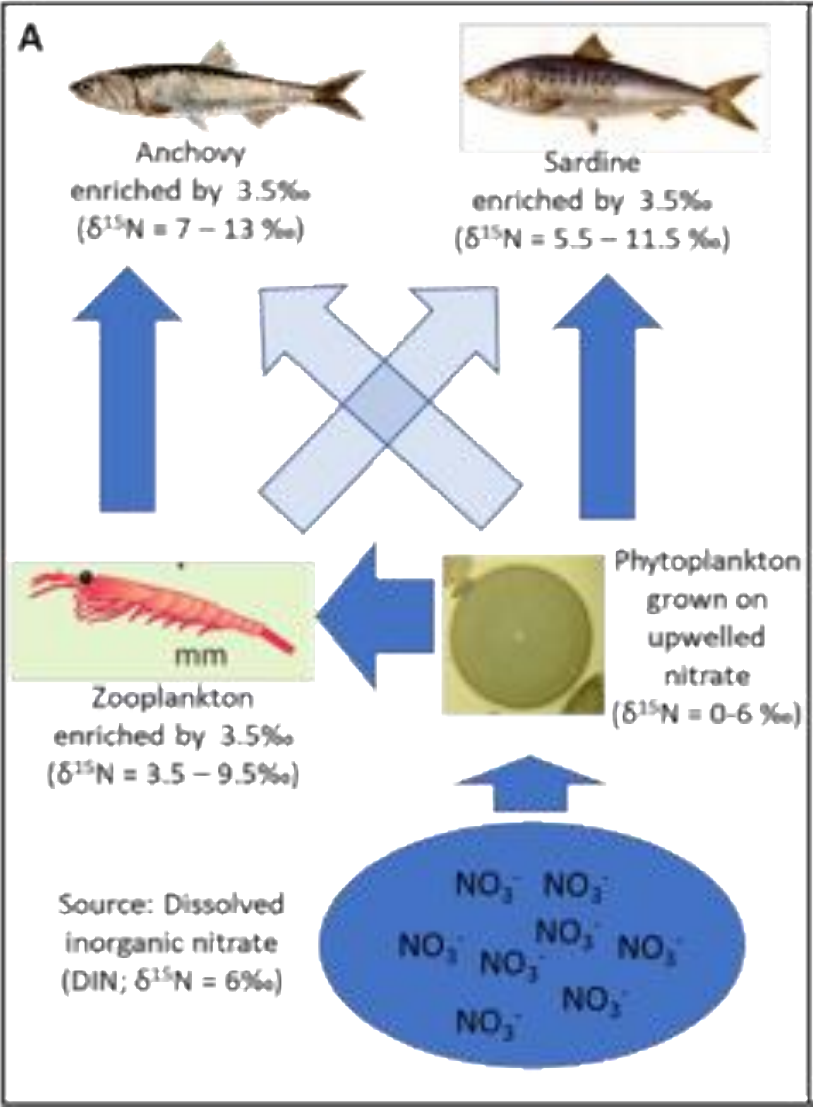 A
Anchovy
enriched by 3.5‰
(δ¹⁵N = 7 – 13 ‰)
Sardine
enriched by 3.5‰
(δ¹⁵N = 5.5 – 11.5 ‰)
mm
Zooplankton
enriched by 3.5‰
(δ¹⁵N = 3.5 – 9.5‰)
Phytoplankton
grown on
upwelled
nitrate
(δ¹⁵N = 0-6 ‰)
Source: Dissolved
inorganic nitrate
(DIN; δ¹⁵N = 6‰)
NO₃⁻ NO₃⁻
NO₃⁻ NO₃⁻ NO₃⁻
NO₃⁻
NO₃⁻
NO₃⁻